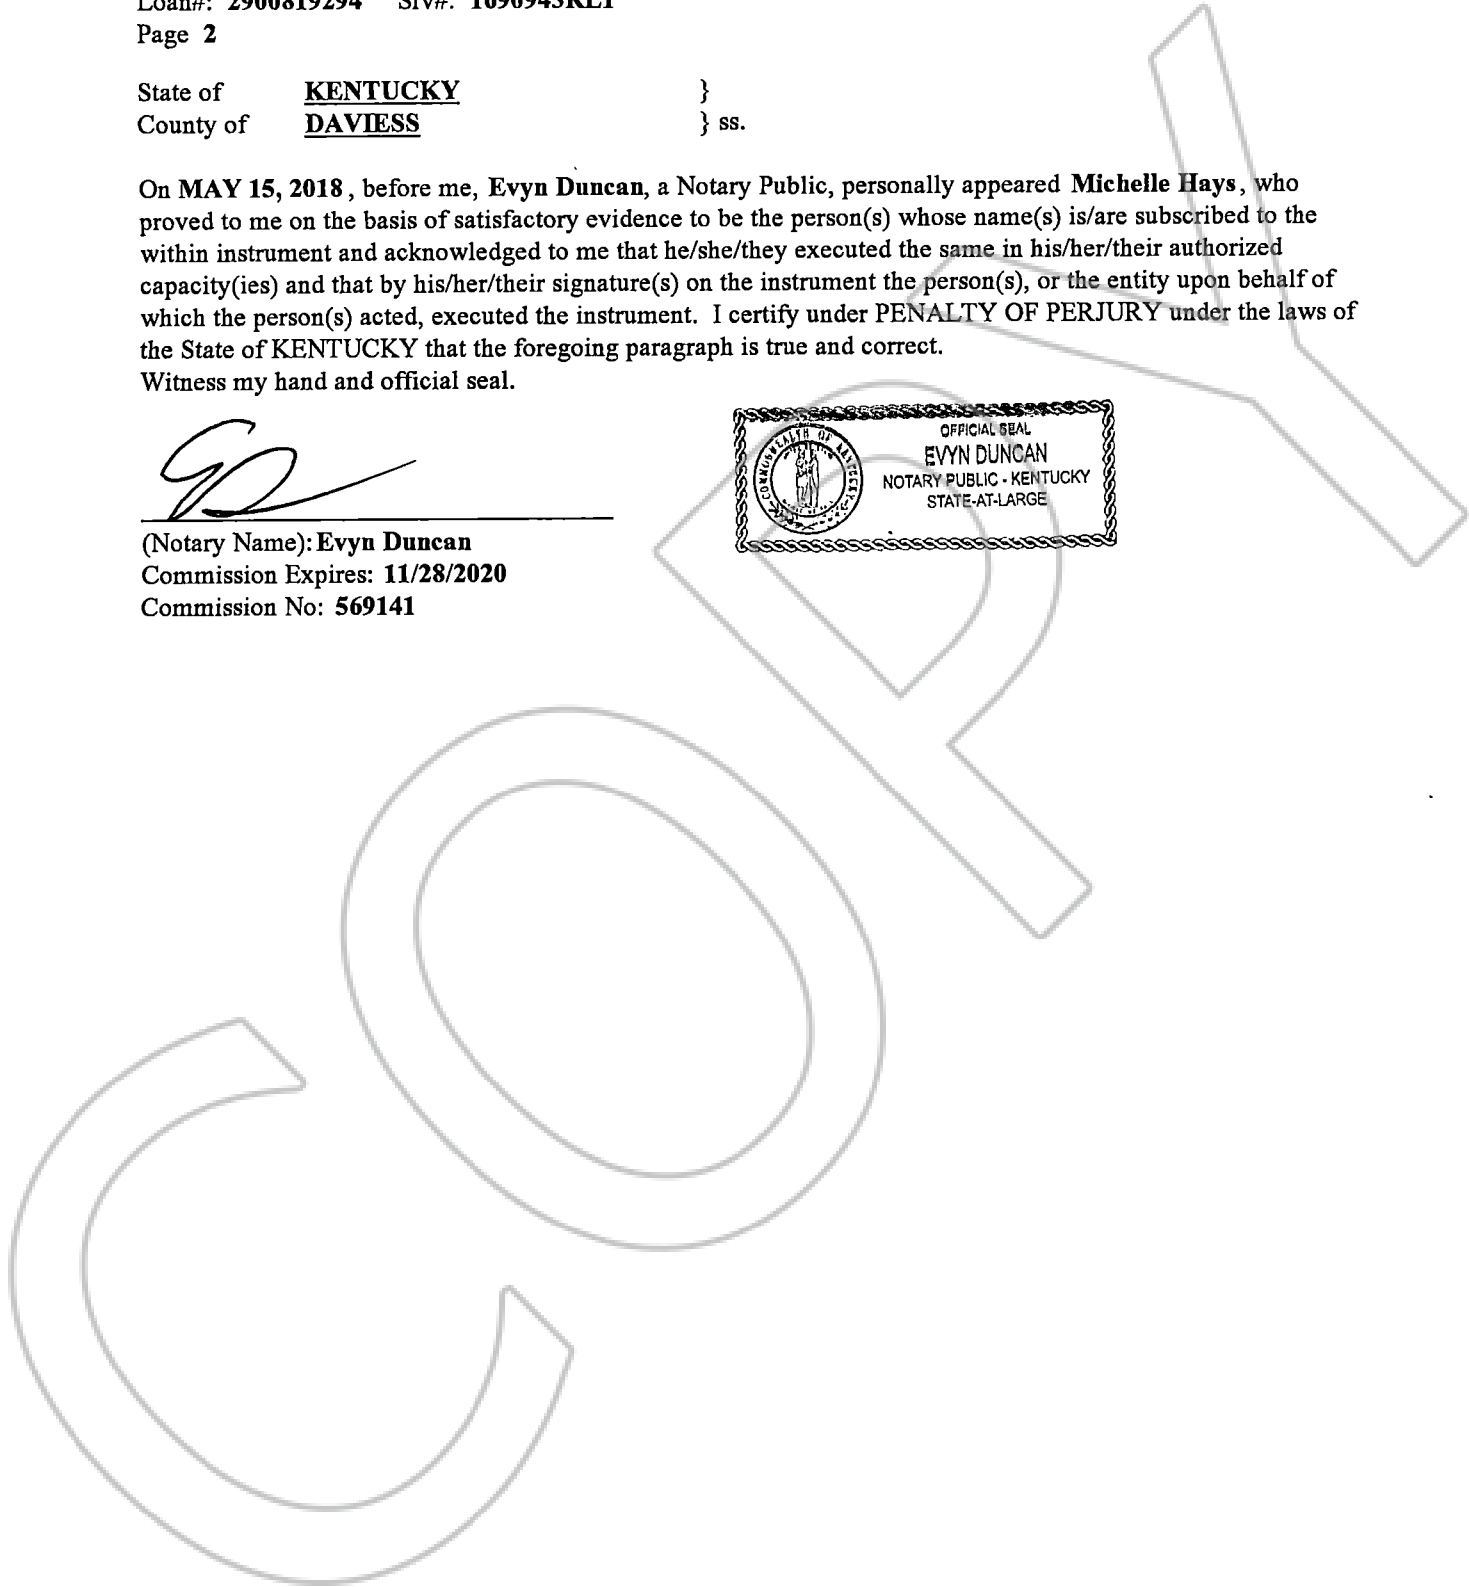 Loan#: 2900819294 Srv#: 1696943RL1
Page 2
State of KENTUCKY }
County of DAVIESS } ss.
On MAY 15, 2018, before me, Evyn Duncan, a Notary Public, personally appeared Michelle Hays, who
proved to me on the basis of satisfactory evidence to be the person(s) whose name(s) is/are subscribed to the
within instrument and acknowledged to me that he/she/they executed the same in his/her/their authorized
capacity(ies) and that by his/her/their signature(s) on the instrument the person(s), or the entity upon behalf of
which the person(s) acted, executed the instrument. I certify under PENALTY OF PERJURY under the laws of
the State of KENTUCKY that the foregoing paragraph is true and correct.
Witness my hand and official seal.
OFFICIAL SEAL
EVYN DUNCAN
NOTARY PUBLIC - KENTUCKY
STATE-AT-LARGE
COMMONWEALTH OF KENTUCKY
(Notary Name): Evyn Duncan
Commission Expires: 11/28/2020
Commission No: 569141
COPY